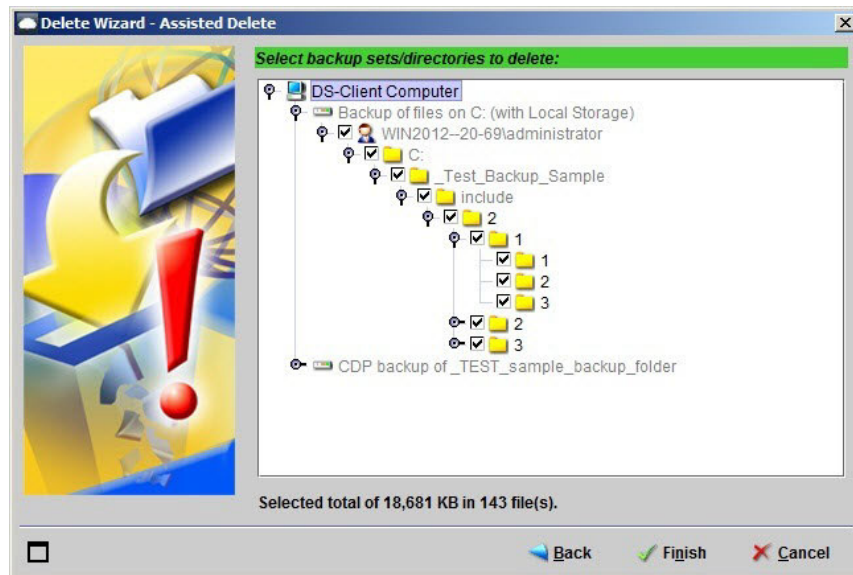 Delete Wizard - Assisted Delete
Select backup sets/directories to delete:
DS-Client Computer
Backup of files on C: (with Local Storage)
WIN2012--20-69\administrator
C:
_Test_Backup_Sample
include
2
1
1
2
3
2
3
CDP backup of _TEST_sample_backup_folder
Selected total of 18,681 KB in 143 file(s).
Back Finish Cancel